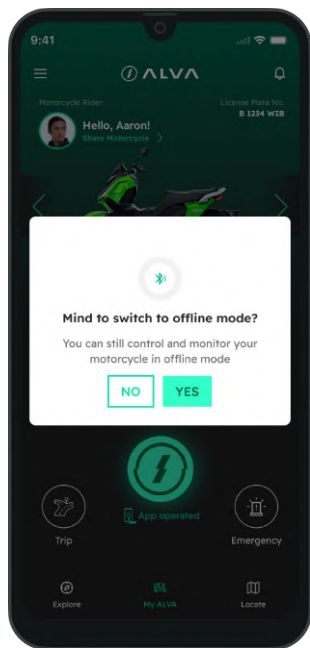 9:41
ALVA
Motorcycle Rider
License Plate No.
Hello, Aaron!
B 1234 WIB
Share Motorcycle >
Mind to switch to offline mode?
You can still control and monitor your
motorcycle in offline mode
NO YES
App operated
Trip
Emergency
Explore
My ALVA
Locate